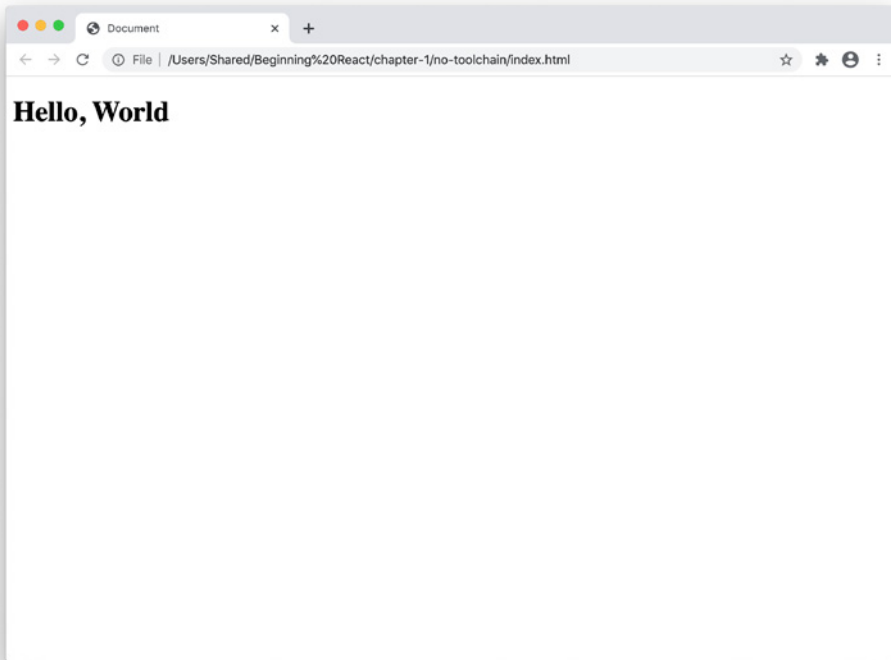 Document
File | /Users/Shared/Beginning%20React/chapter-1/no-toolchain/index.html
Hello, World